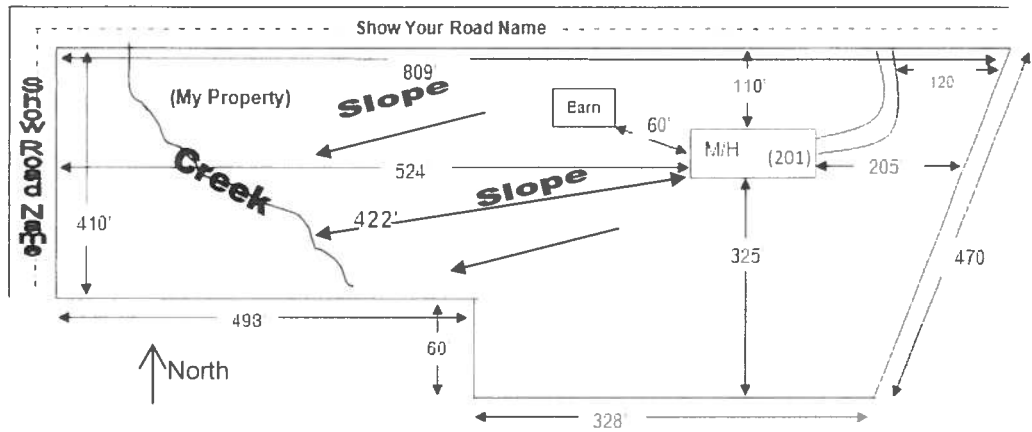 Show Your Road Name
809'
110'
120
(My Property)
Slope
Earn
60'
M/H
(201)
SHOW ROad Name
Creek
524
205
Slope
422'
410'
325
470
493
60'
North
328'